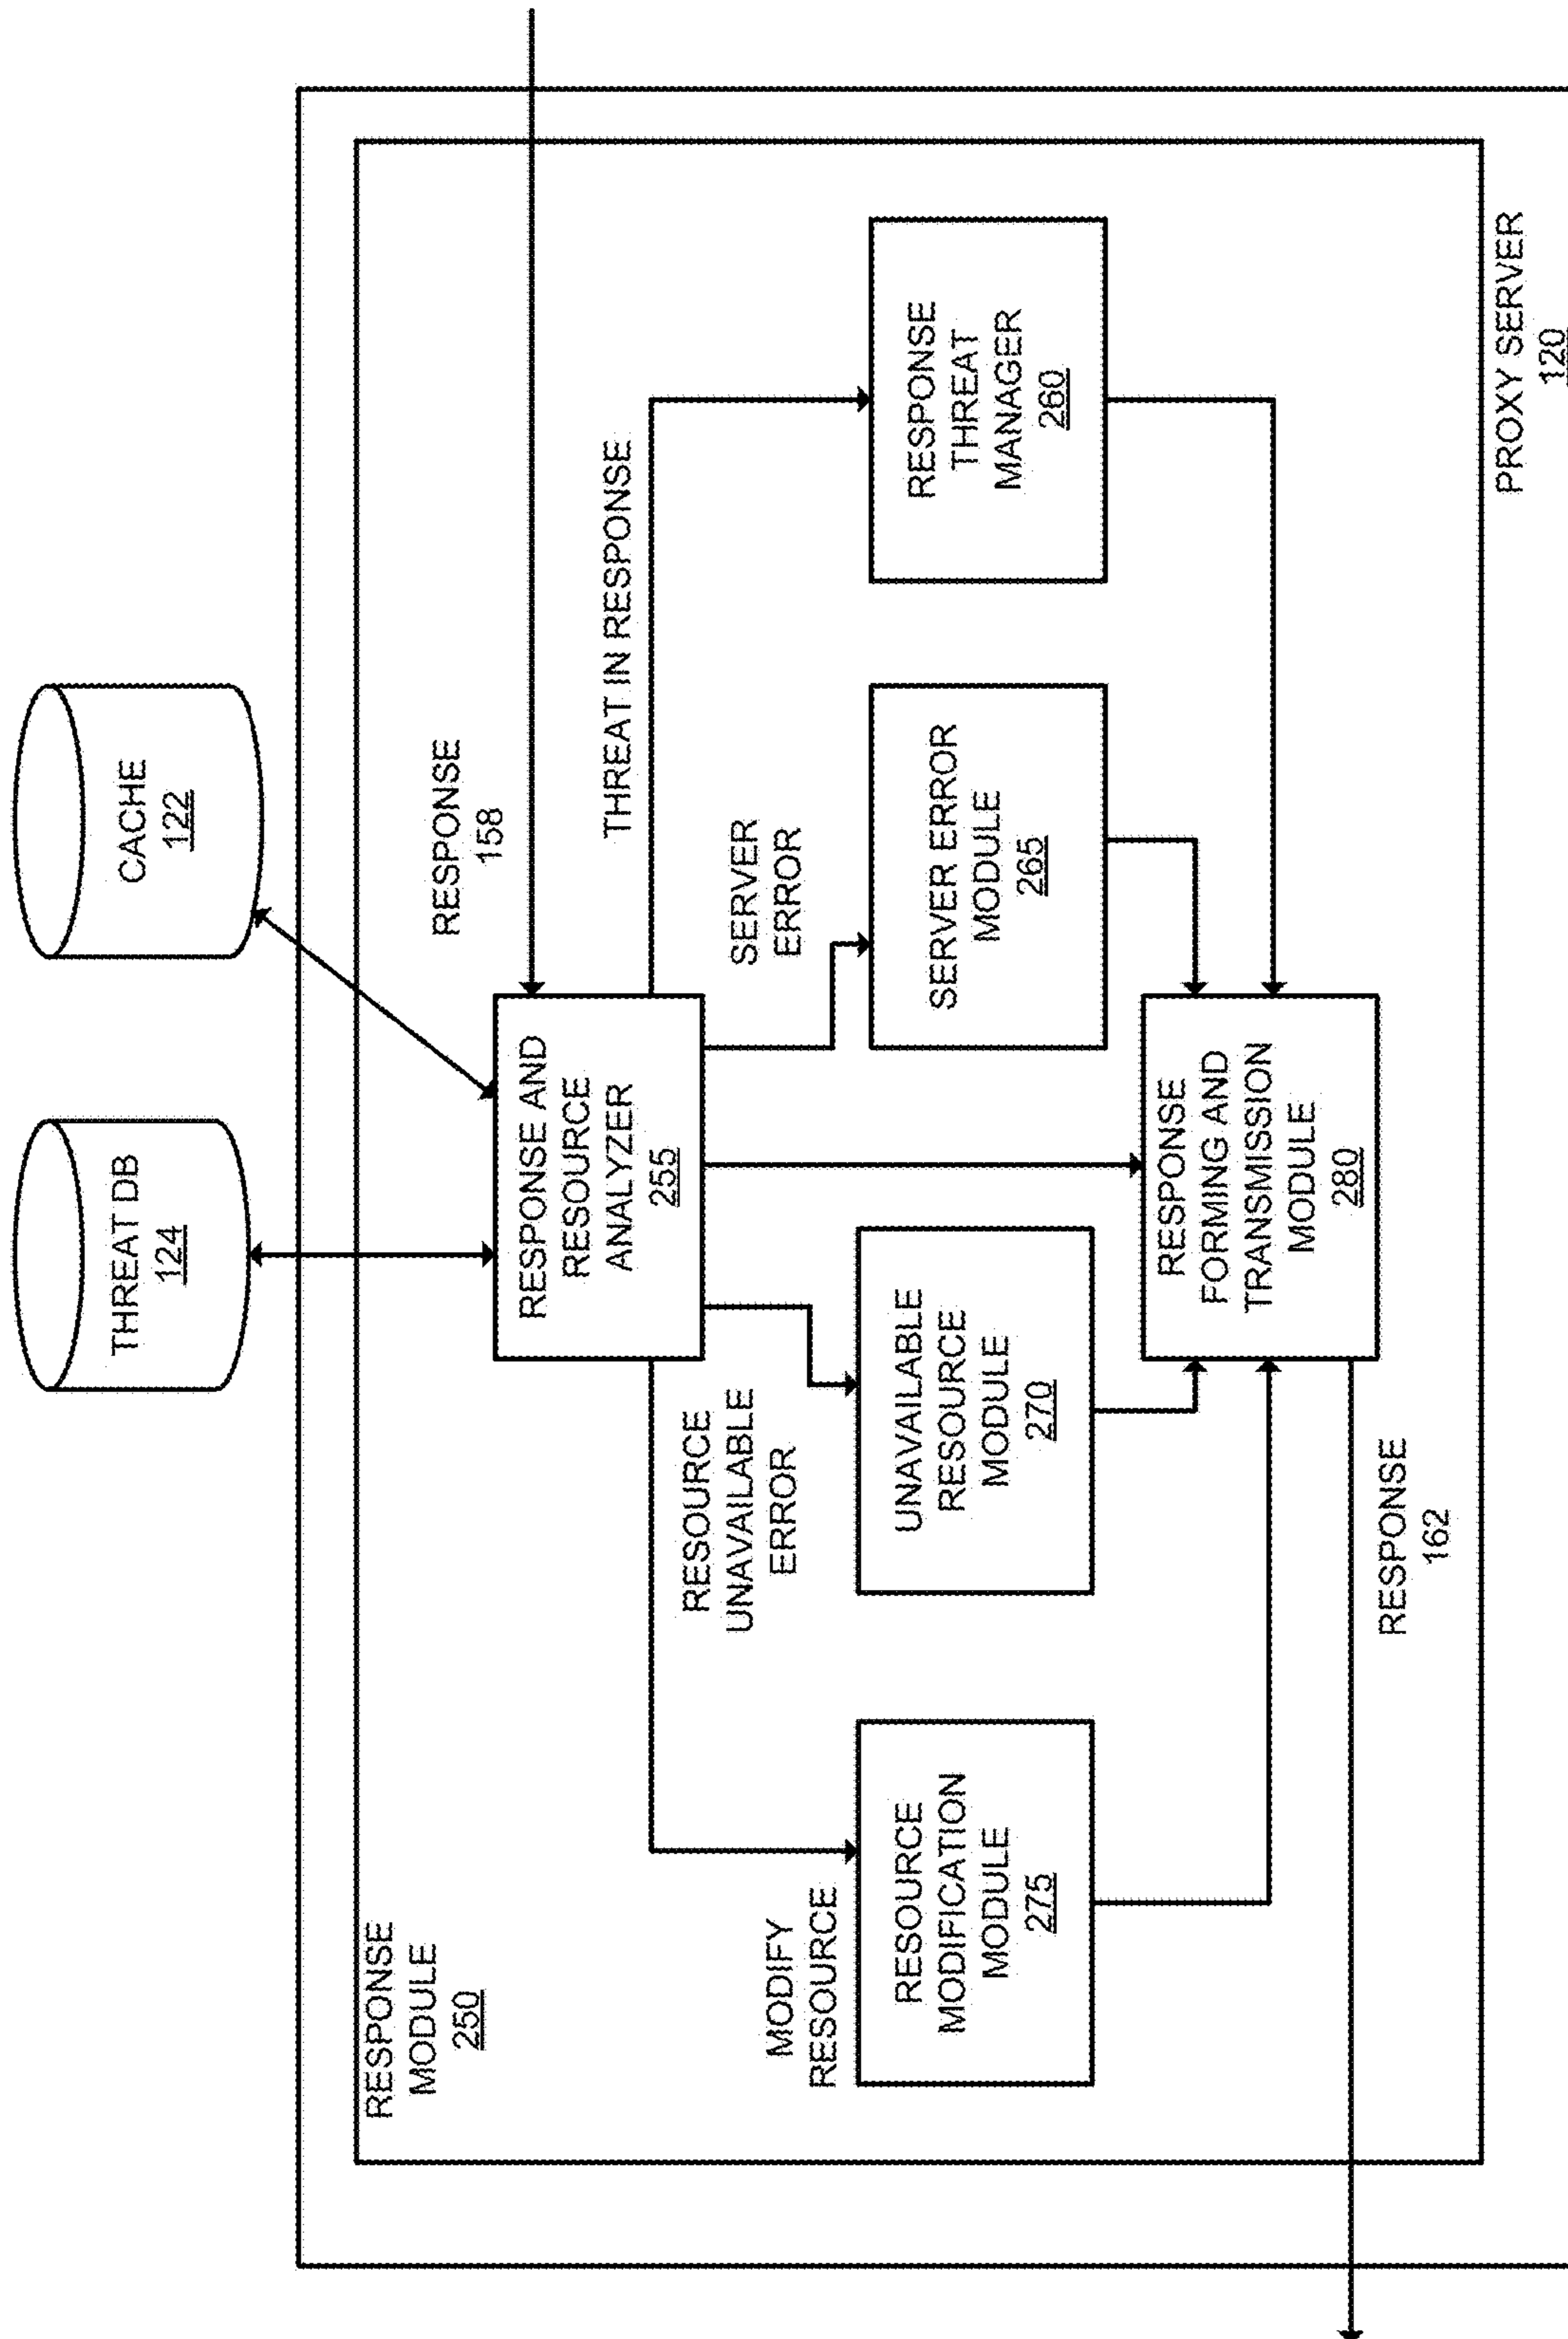 THREAT DB
124
CACHE
122
RESPONSE
MODULE
250
RESPONSE
158
RESPONSE AND
RESOURCE
ANALYZER
255
THREAT IN RESPONSE
RESOURCE
UNAVAILABLE
ERROR
SERVER
ERROR
MODIFY
RESOURCE
RESOURCE
MODIFICATION
MODULE
275
UNAVAILABLE
RESOURCE
MODULE
270
SERVER ERROR
MODULE
265
RESPONSE
THREAT
MANAGER
260
RESPONSE
FORMING AND
TRANSMISSION
MODULE
280
RESPONSE
162
PROXY SERVER
120